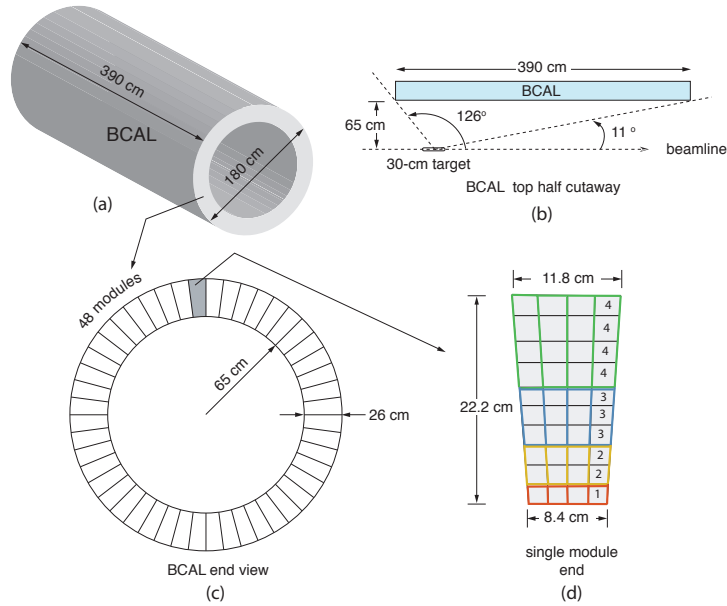 390 cm
BCAL
180 cm
(a)
390 cm
BCAL
65 cm
126º
11 º
30-cm target
beamline
BCAL top half cutaway
(b)
48 modules
65 cm
26 cm
BCAL end view
(c)
11.8 cm
22.2 cm
4
4
4
4
3
3
3
2
2
1
8.4 cm
single module
end
(d)